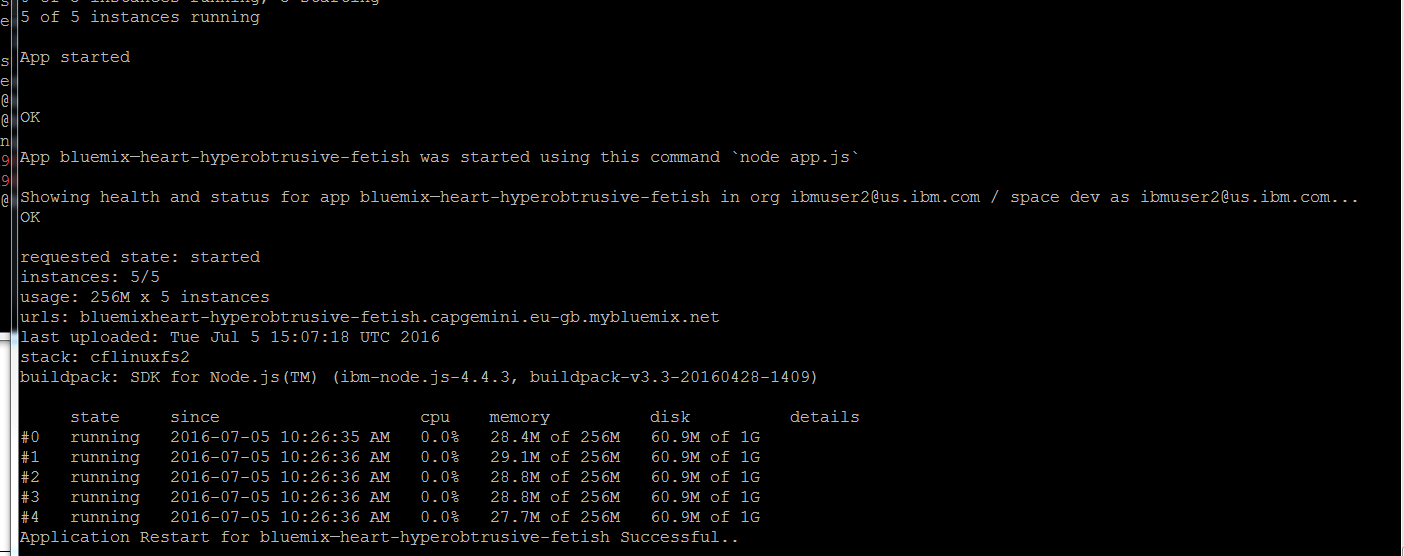 5 of 5 instances running
App started
OK
App bluemix—heart-hyperobtrusive-fetish was started using this command `node app.js`
Showing health and status for app bluemix—heart-hyperobtrusive-fetish in org ibmuser2@us.ibm.com / space dev as ibmuser2@us.ibm.com...
OK
requested state: started
instances: 5/5
usage: 256M x 5 instances
urls: bluemixheart-hyperobtrusive-fetish.capgemini.eu-gb.mybluemix.net
last uploaded: Tue Jul 5 15:07:18 UTC 2016
stack: cflinuxfs2
buildpack: SDK for Node.js(TM) (ibm-node.js-4.4.3, buildpack-v3.3-20160428-1409)
state since cpu memory disk details
#0 running 2016-07-05 10:26:35 AM 0.0% 28.4M of 256M 60.9M of 1G
#1 running 2016-07-05 10:26:36 AM 0.0% 29.1M of 256M 60.9M of 1G
#2 running 2016-07-05 10:26:36 AM 0.0% 28.8M of 256M 60.9M of 1G
#3 running 2016-07-05 10:26:36 AM 0.0% 28.8M of 256M 60.9M of 1G
#4 running 2016-07-05 10:26:36 AM 0.0% 27.7M of 256M 60.9M of 1G
Application Restart for bluemix—heart-hyperobtrusive-fetish Successful..